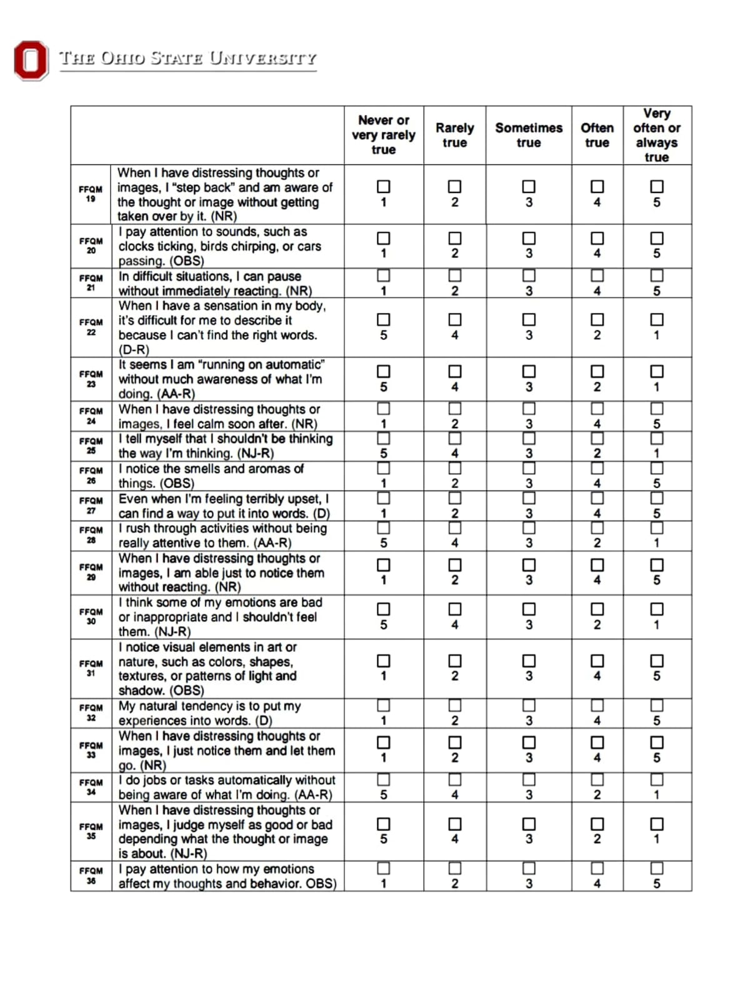 THE OHIO STATE UNIVERSITY
Never or very rarely true
Rarely true
Sometimes true
Often true
Very often or always true
FFQM 19
When I have distressing thoughts or
images, I “step back” and am aware of
the thought or image without getting
taken over by it. (NR)
1 2 3 4 5
FFQM 20
I pay attention to sounds, such as
clocks ticking, birds chirping, or cars
passing. (OBS)
1 2 3 4 5
FFQM 21
In difficult situations, I can pause
without immediately reacting. (NR)
1 2 3 4 5
FFQM 22
When I have a sensation in my body,
it’s difficult for me to describe it
because I can’t find the right words.
(D-R)
5 4 3 2 1
FFQM 23
It seems I am “running on automatic”
without much awareness of what I’m
doing. (AA-R)
5 4 3 2 1
FFQM 24
When I have distressing thoughts or
images, I feel calm soon after. (NR)
1 2 3 4 5
FFQM 25
I tell myself that I shouldn’t be thinking
the way I’m thinking. (NJ-R)
5 4 3 2 1
FFQM 26
I notice the smells and aromas of
things. (OBS)
1 2 3 4 5
FFQM 27
Even when I’m feeling terribly upset, I
can find a way to put it into words. (D)
1 2 3 4 5
FFQM 28
I rush through activities without being
really attentive to them. (AA-R)
5 4 3 2 1
FFQM 29
When I have distressing thoughts or
images, I am able just to notice them
without reacting. (NR)
1 2 3 4 5
FFQM 30
I think some of my emotions are bad
or inappropriate and I shouldn’t feel
them. (NJ-R)
5 4 3 2 1
FFQM 31
I notice visual elements in art or
nature, such as colors, shapes,
textures, or patterns of light and
shadow. (OBS)
1 2 3 4 5
FFQM 32
My natural tendency is to put my
experiences into words. (D)
1 2 3 4 5
FFQM 33
When I have distressing thoughts or
images, I just notice them and let them
go. (NR)
1 2 3 4 5
FFQM 34
I do jobs or tasks automatically without
being aware of what I’m doing. (AA-R)
5 4 3 2 1
FFQM 35
When I have distressing thoughts or
images, I judge myself as good or bad
depending what the thought or image
is about. (NJ-R)
5 4 3 2 1
FFQM 36
I pay attention to how my emotions
affect my thoughts and behavior. OBS)
1 2 3 4 5